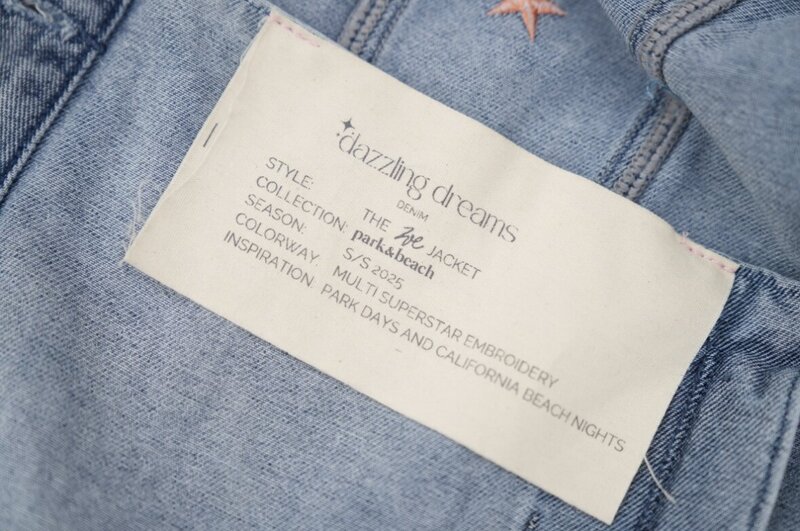 dazzling dreams
DENIM
STYLE: THE Zoe JACKET
COLLECTION: park&beach
SEASON: S/S 2025
COLORWAY: MULTI SUPERSTAR EMBROIDERY
INSPIRATION PARK DAYS AND CALIFORNIA BEACH NIGHTS